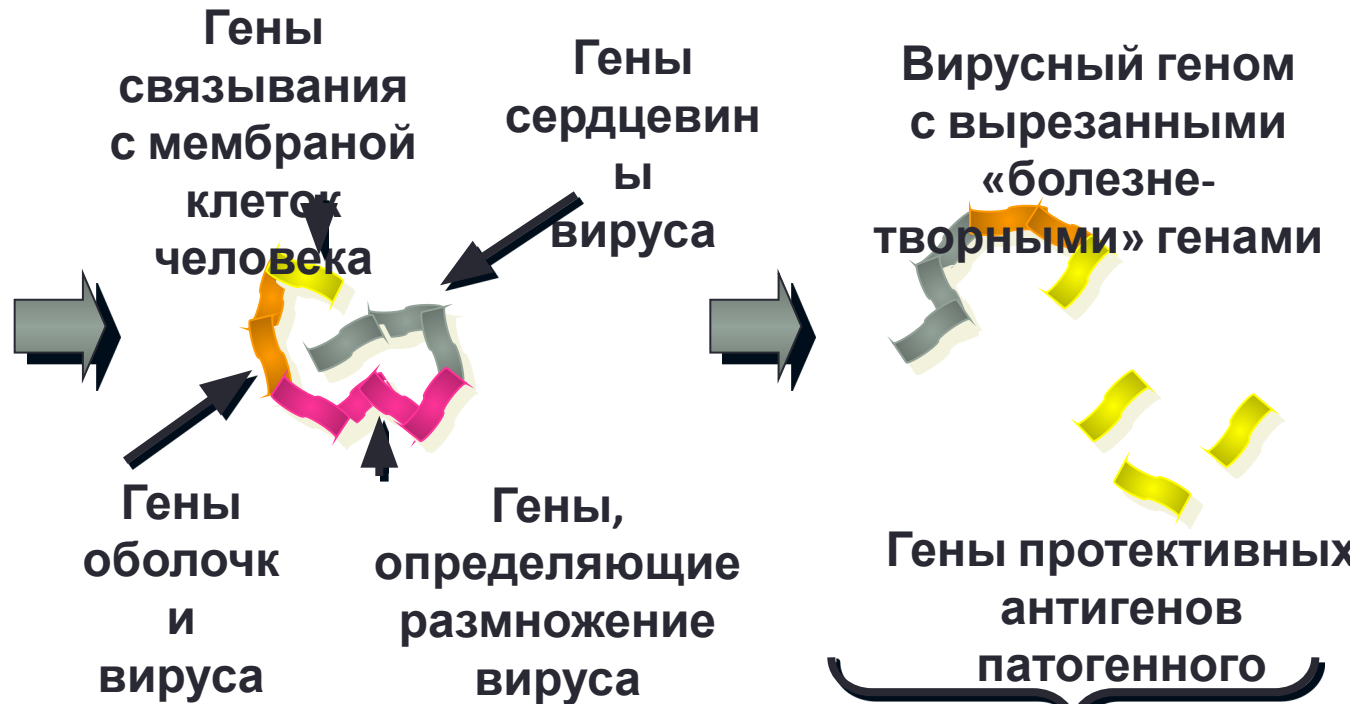 Гены
связывания
с мембраной
клеток
человека
Гены
сердцевин
ы
вируса
Вирусный геном
с вырезанными
«болезне-
творными» генами
Гены
оболочк
и
вируса
Гены,
определяющие
размножение
вируса
Гены протективных
антигенов
патогенного